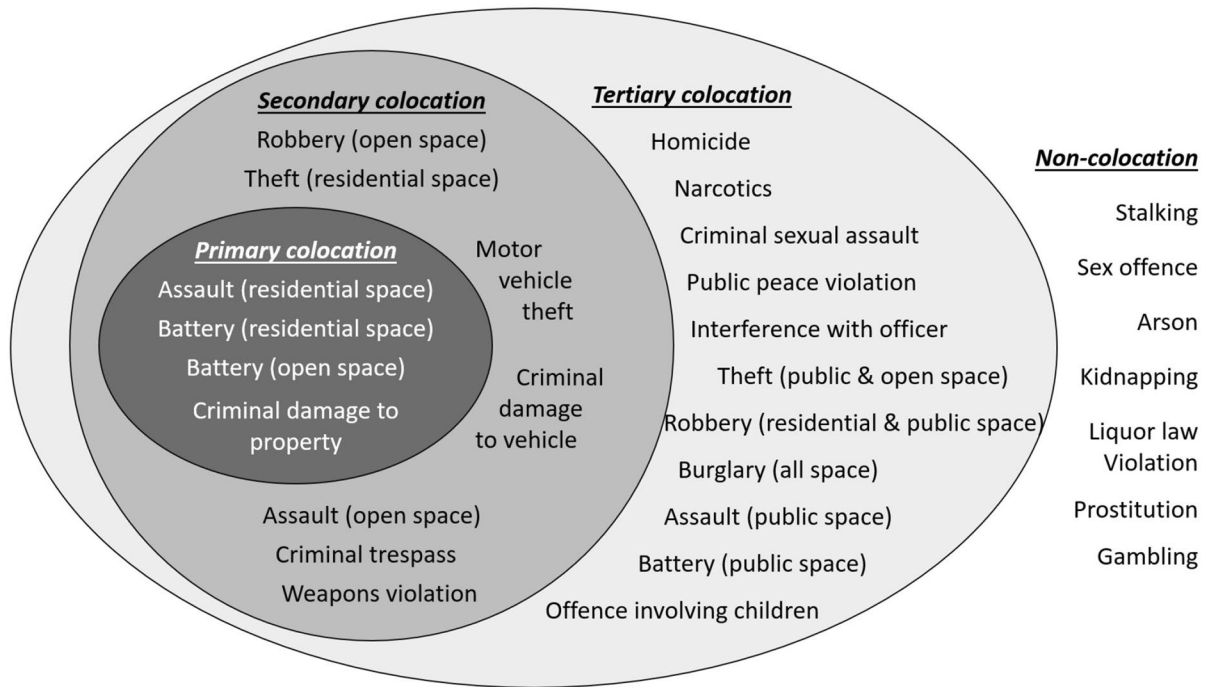 Secondary colocation
Robbery (open space)
Theft (residential space)
Primary colocation
Assault (residential space)
Battery (residential space)
Battery (open space)
Criminal damage to
property
Motor
vehicle
theft
Criminal
damage
to vehicle
Assault (open space)
Criminal trespass
Weapons violation
Tertiary colocation
Homicide
Narcotics
Criminal sexual assault
Public peace violation
Interference with officer
Theft (public & open space)
Robbery (residential & public space)
Burglary (all space)
Assault (public space)
Battery (public space)
Offence involving children
Non-colocation
Stalking
Sex offence
Arson
Kidnapping
Liquor law
Violation
Prostitution
Gambling